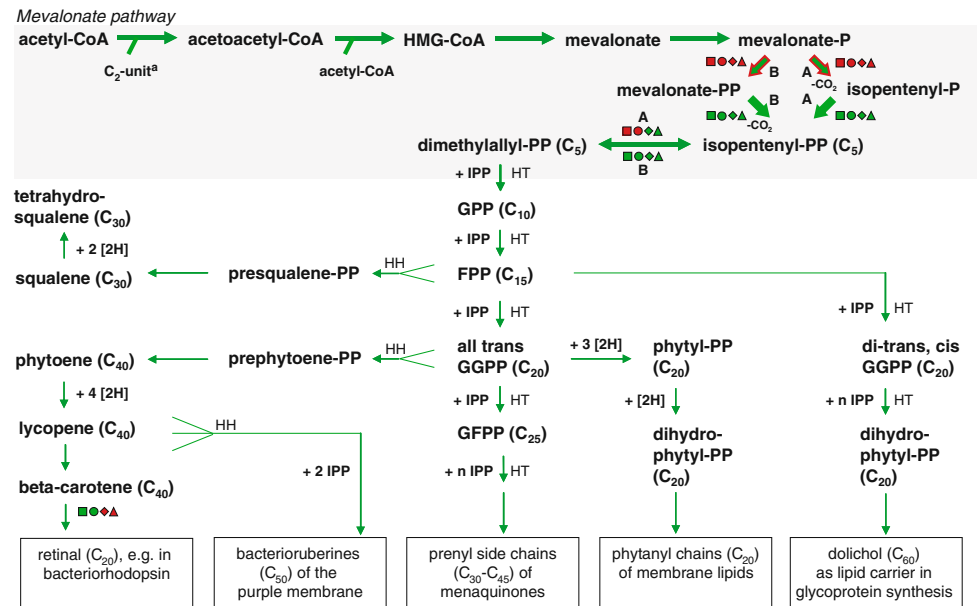 Mevalonate pathway
acetyl-CoA acetoacetyl-CoA HMG-CoA mevalonate mevalonate-P
C2-unit^a acetyl-CoA
B A
-CO2
mevalonate-PP isopentenyl-P
B A
-CO2
A
dimethylallyl-PP (C5) isopentenyl-PP (C5)
B
+ IPP HT
tetrahydro-
squalene (C30)
GPP (C10)
+ 2 [2H]
+ IPP HT
squalene (C30) presqualene-PP HH FPP (C15)
+ IPP HT
+ IPP HT
phytoene (C40) prephytoene-PP HH all trans
GGPP (C20)
+ 3 [2H] phytyl-PP
(C20)
di-trans, cis
GGPP (C20)
+ 4 [2H]
+ IPP HT
+ [2H]
+ n IPP HT
lycopene (C40) HH
GFPP (C25)
dihydro-
phytyl-PP
(C20)
dihydro-
phytyl-PP
(C20)
+ 2 IPP
+ n IPP HT
beta-carotene (C40)
retinal (C20), e.g. in
bacteriorhodopsin
bacterioruberines
(C50) of the
purple membrane
prenyl side chains
(C30-C45) of
menaquinones
phytanyl chains (C20)
of membrane lipids
dolichol (C60)
as lipid carrier in
glycoprotein synthesis